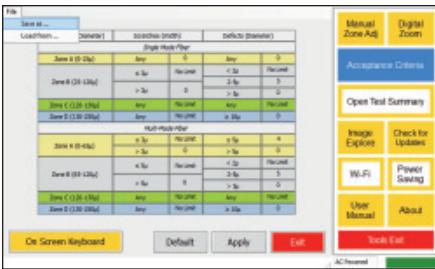 File
Save as ...
Load from ...
(Diameter) Scratches (Width) Defects (Diameter)
Single Mode Fiber
Zone A (0-25µ) Any 0 Any 0
Zone B (25-120µ) ≤ 3µ No Limit < 2µ No Limit
2-5µ 5
> 3µ 0 > 5µ 0
Zone C (120-130µ) Any No Limit Any No Limit
Zone D (130-250µ) Any No Limit ≥ 10µ 0
Multi-Mode Fiber
Zone A (0-65µ) ≤ 3µ No Limit ≤ 5µ 4
> 3µ 0 > 5µ 0
Zone B (65-120µ) ≤ 5µ No Limit < 2µ No Limit
2-5µ 5
> 5µ 0 > 5µ 0
Zone C (120-130µ) Any No Limit Any No Limit
Zone D (130-250µ) Any No Limit ≥ 10µ 0
On Screen Keyboard Default Apply Exit
Manual Zone Adj
Digital Zoom
Acceptance Criteria
Open Test Summary
Image Explore
Check for Updates
Wi-Fi
Power Saving
User Manual
About
Tools Exit
AC Powered